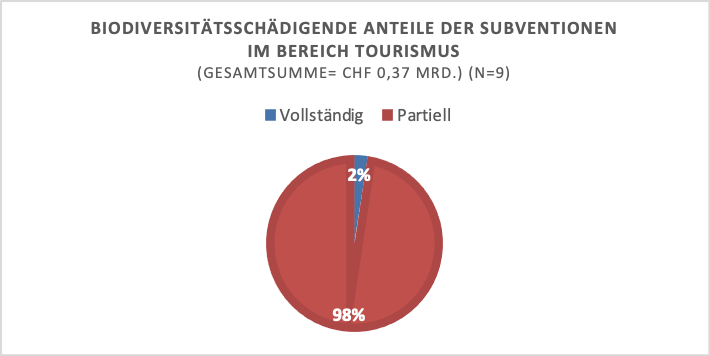 BIODIVERSITÄTSSCHÄDIGENDE ANTEILE DER SUBVENTIONEN
IM BEREICH TOURISMUS
(GESAMTSUMME= CHF 0,37 MRD.) (N=9)
Vollständig Partiell
2%
98%